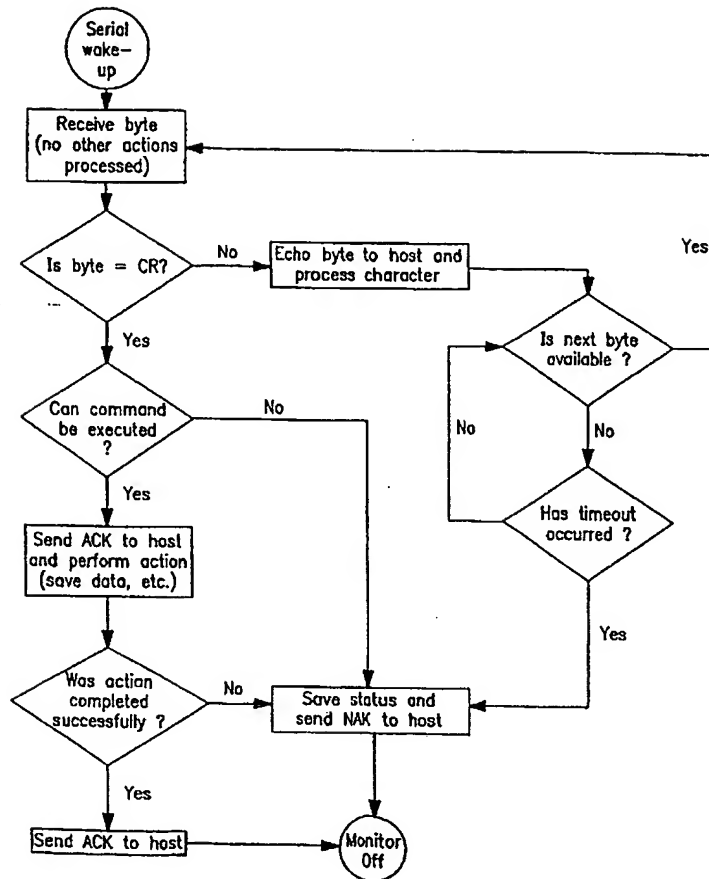 Serial
wake-
up
Receive byte
(no other actions
processed)
Is byte = CR?
No
Echo byte to host and
process character
Yes
Yes
Is next byte
available ?
Can command
be executed
?
No
No
No
Yes
Has timeout
occurred ?
Send ACK to host
and perform action
(save data, etc.)
Yes
Was action
completed
successfully ?
No
Save status and
send NAK to host
Yes
Send ACK to host
Monitor
Off